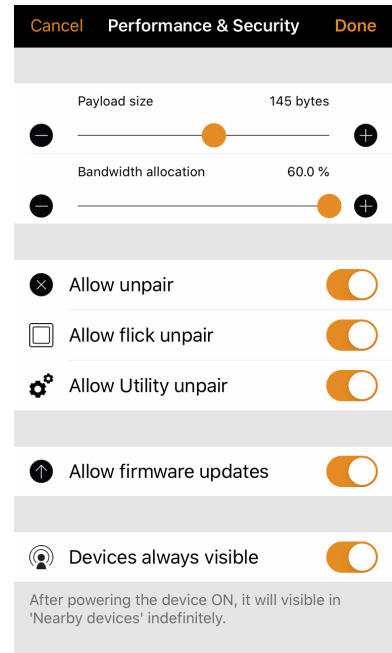 Cancel Performance & Security Done
Payload size 145 bytes
Bandwidth allocation 60.0 %
Allow unpair
Allow flick unpair
Allow Utility unpair
Allow firmware updates
Devices always visible
After powering the device ON, it will visible in
'Nearby devices' indefinitely.